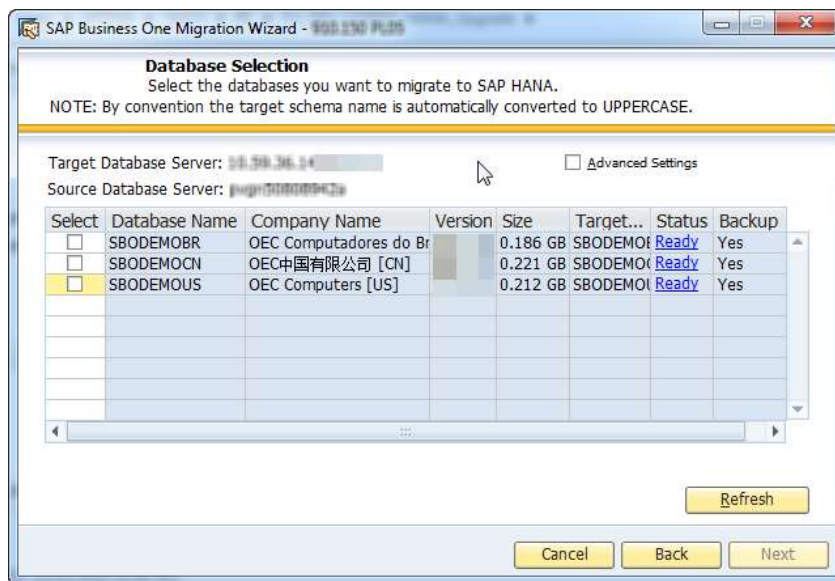 SAP Business One Migration Wizard -
Database Selection
Select the databases you want to migrate to SAP HANA.
NOTE: By convention the target schema name is automatically converted to UPPERCASE.
Target Database Server:
Advanced Settings
Source Database Server:
Select Database Name Company Name Version Size Target... Status Backup
SBODEMOBR OEC Computadores do Br 0.186 GB Ready Yes
SBODEMOCN OEC中国有限公司 [CN] 0.221 GB Ready Yes
SBODEMOUS OEC Computers [US] 0.212 GB Ready Yes
Refresh
Cancel Back Next